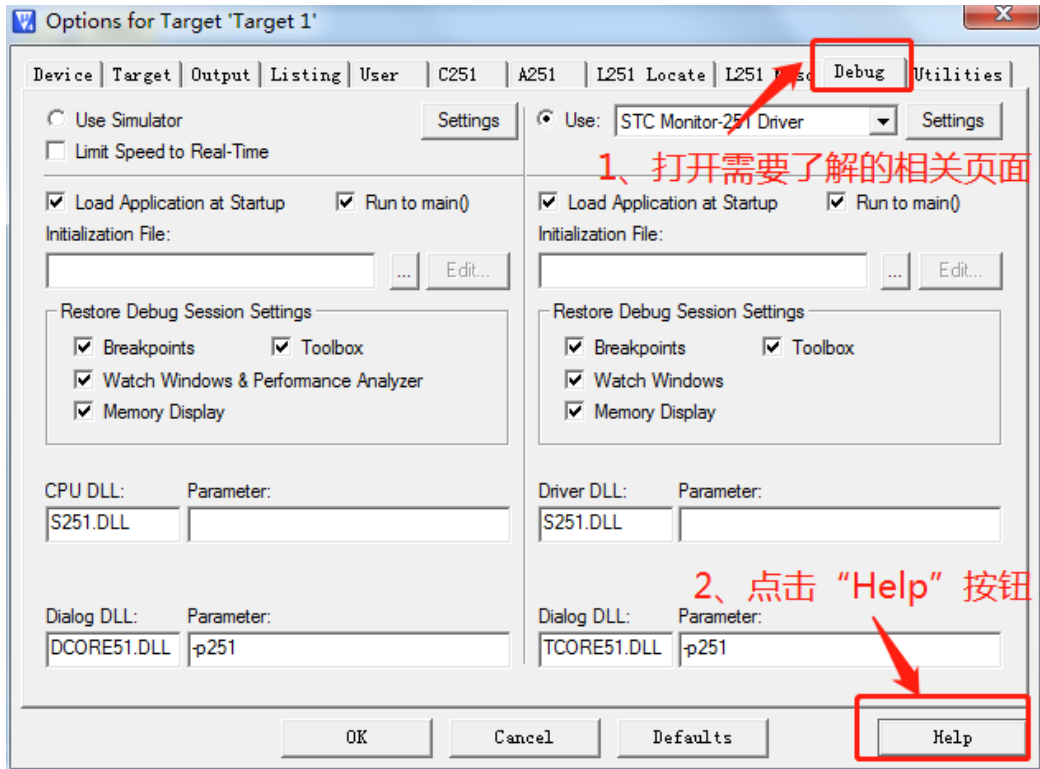 Options for Target 'Target 1'
Device Target Output Listing User C251 A251 L251 Locate L251 Debug Utilities
Use Simulator Settings Use: STC Monitor-251 Driver Settings
Limit Speed to Real-Time
1、打开需要了解的相关页面
Load Application at Startup Run to main() Load Application at Startup Run to main()
Initialization File: Initialization File:
... Edit... ... Edit...
Restore Debug Session Settings Restore Debug Session Settings
Breakpoints Toolbox Breakpoints Toolbox
Watch Windows & Performance Analyzer Watch Windows
Memory Display Memory Display
CPU DLL: Parameter: Driver DLL: Parameter:
S251.DLL S251.DLL
2、点击“Help”按钮
Dialog DLL: Parameter: Dialog DLL: Parameter:
DCORE51.DLL -p251 TCORE51.DLL -p251
OK Cancel Defaults Help